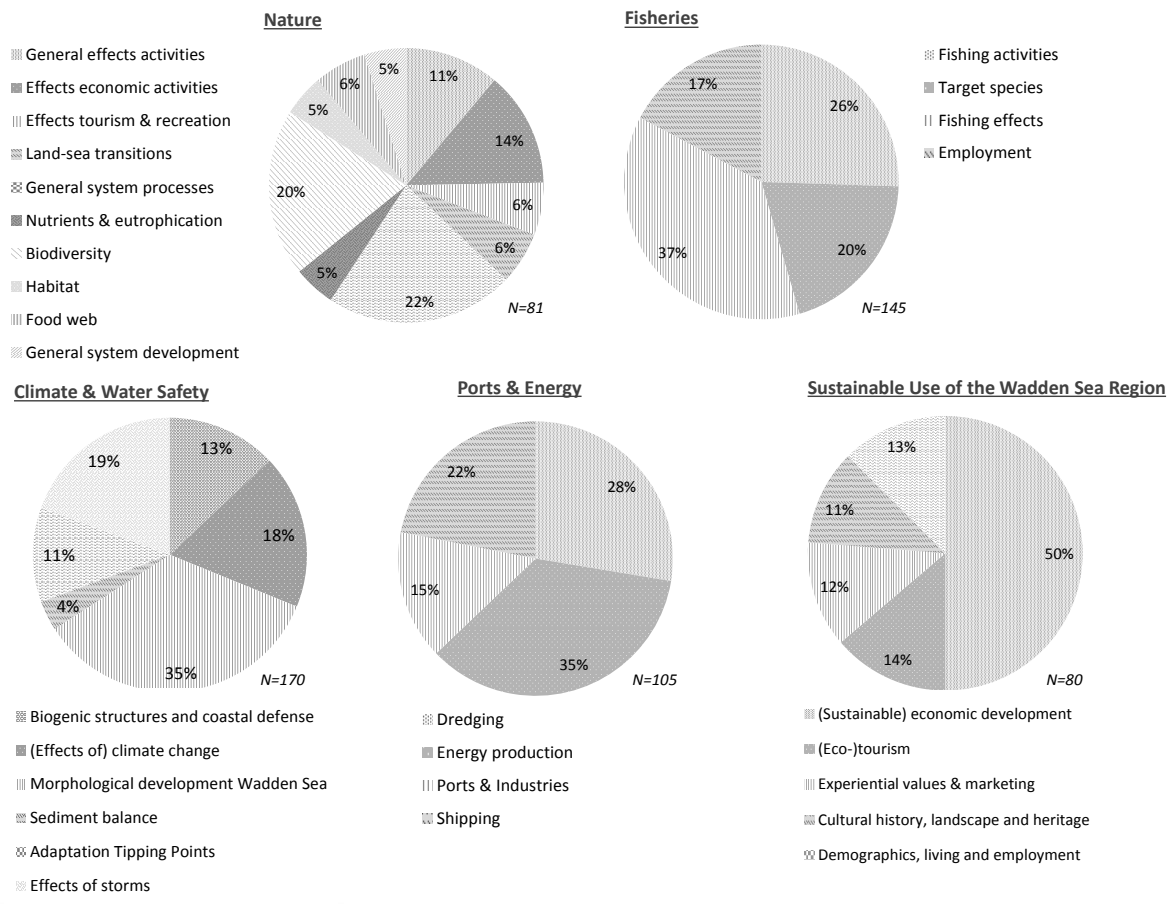 Nature
General effects activities
Effects economic activities
Effects tourism & recreation
Land-sea transitions
General system processes
Nutrients & eutrophication
Biodiversity
Habitat
Food web
General system development
11%
14%
6%
6%
22%
5%
20%
5%
6%
5%
N=81
Fisheries
26%
20%
37%
17%
N=145
Fishing activities
Target species
Fishing effects
Employment
Climate & Water Safety
13%
18%
35%
4%
11%
19%
N=170
Biogenic structures and coastal defense
(Effects of) climate change
Morphological development Wadden Sea
Sediment balance
Adaptation Tipping Points
Effects of storms
Ports & Energy
28%
35%
15%
22%
N=105
Dredging
Energy production
Ports & Industries
Shipping
Sustainable Use of the Wadden Sea Region
50%
14%
12%
11%
13%
N=80
(Sustainable) economic development
(Eco-)tourism
Experiential values & marketing
Cultural history, landscape and heritage
Demographics, living and employment